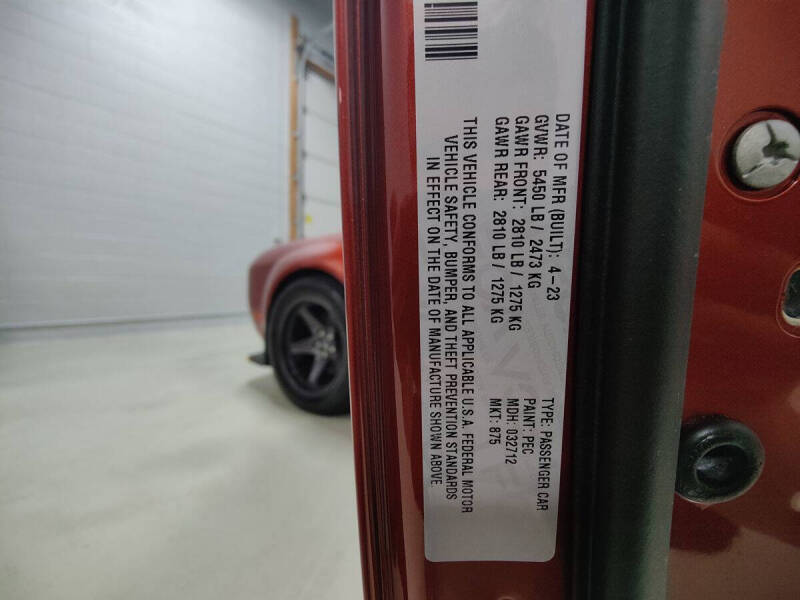 DATE OF MFR (BUILT): 4-23
GVWR: 5450 LB / 2473 KG
GAWR FRONT: 2810 LB / 1275 KG
GAWR REAR: 2810 LB / 1275 KG
THIS VEHICLE CONFORMS TO ALL APPLICABLE U.S.A. FEDERAL MOTOR
VEHICLE SAFETY, BUMPER, AND THEFT PREVENTION STANDARDS
IN EFFECT ON THE DATE OF MANUFACTURE SHOWN ABOVE.
TYPE: PASSENGER CAR
PAINT: PEC
MDH: 032712
MKT: 875